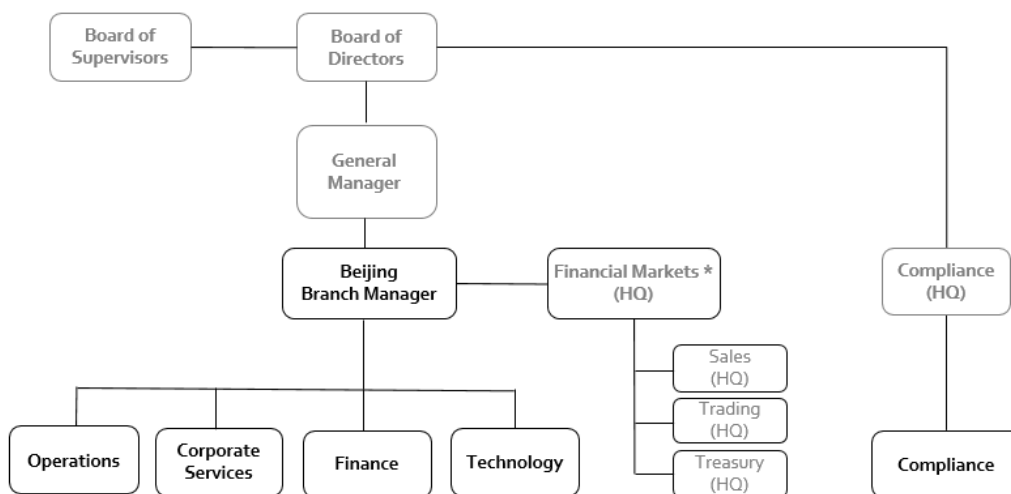 Board of
Supervisors
Board of
Directors
General
Manager
Beijing
Branch Manager
Financial Markets *
(HQ)
Compliance
(HQ)
Sales
(HQ)
Trading
(HQ)
Treasury
(HQ)
Operations
Corporate
Services
Finance
Technology
Compliance